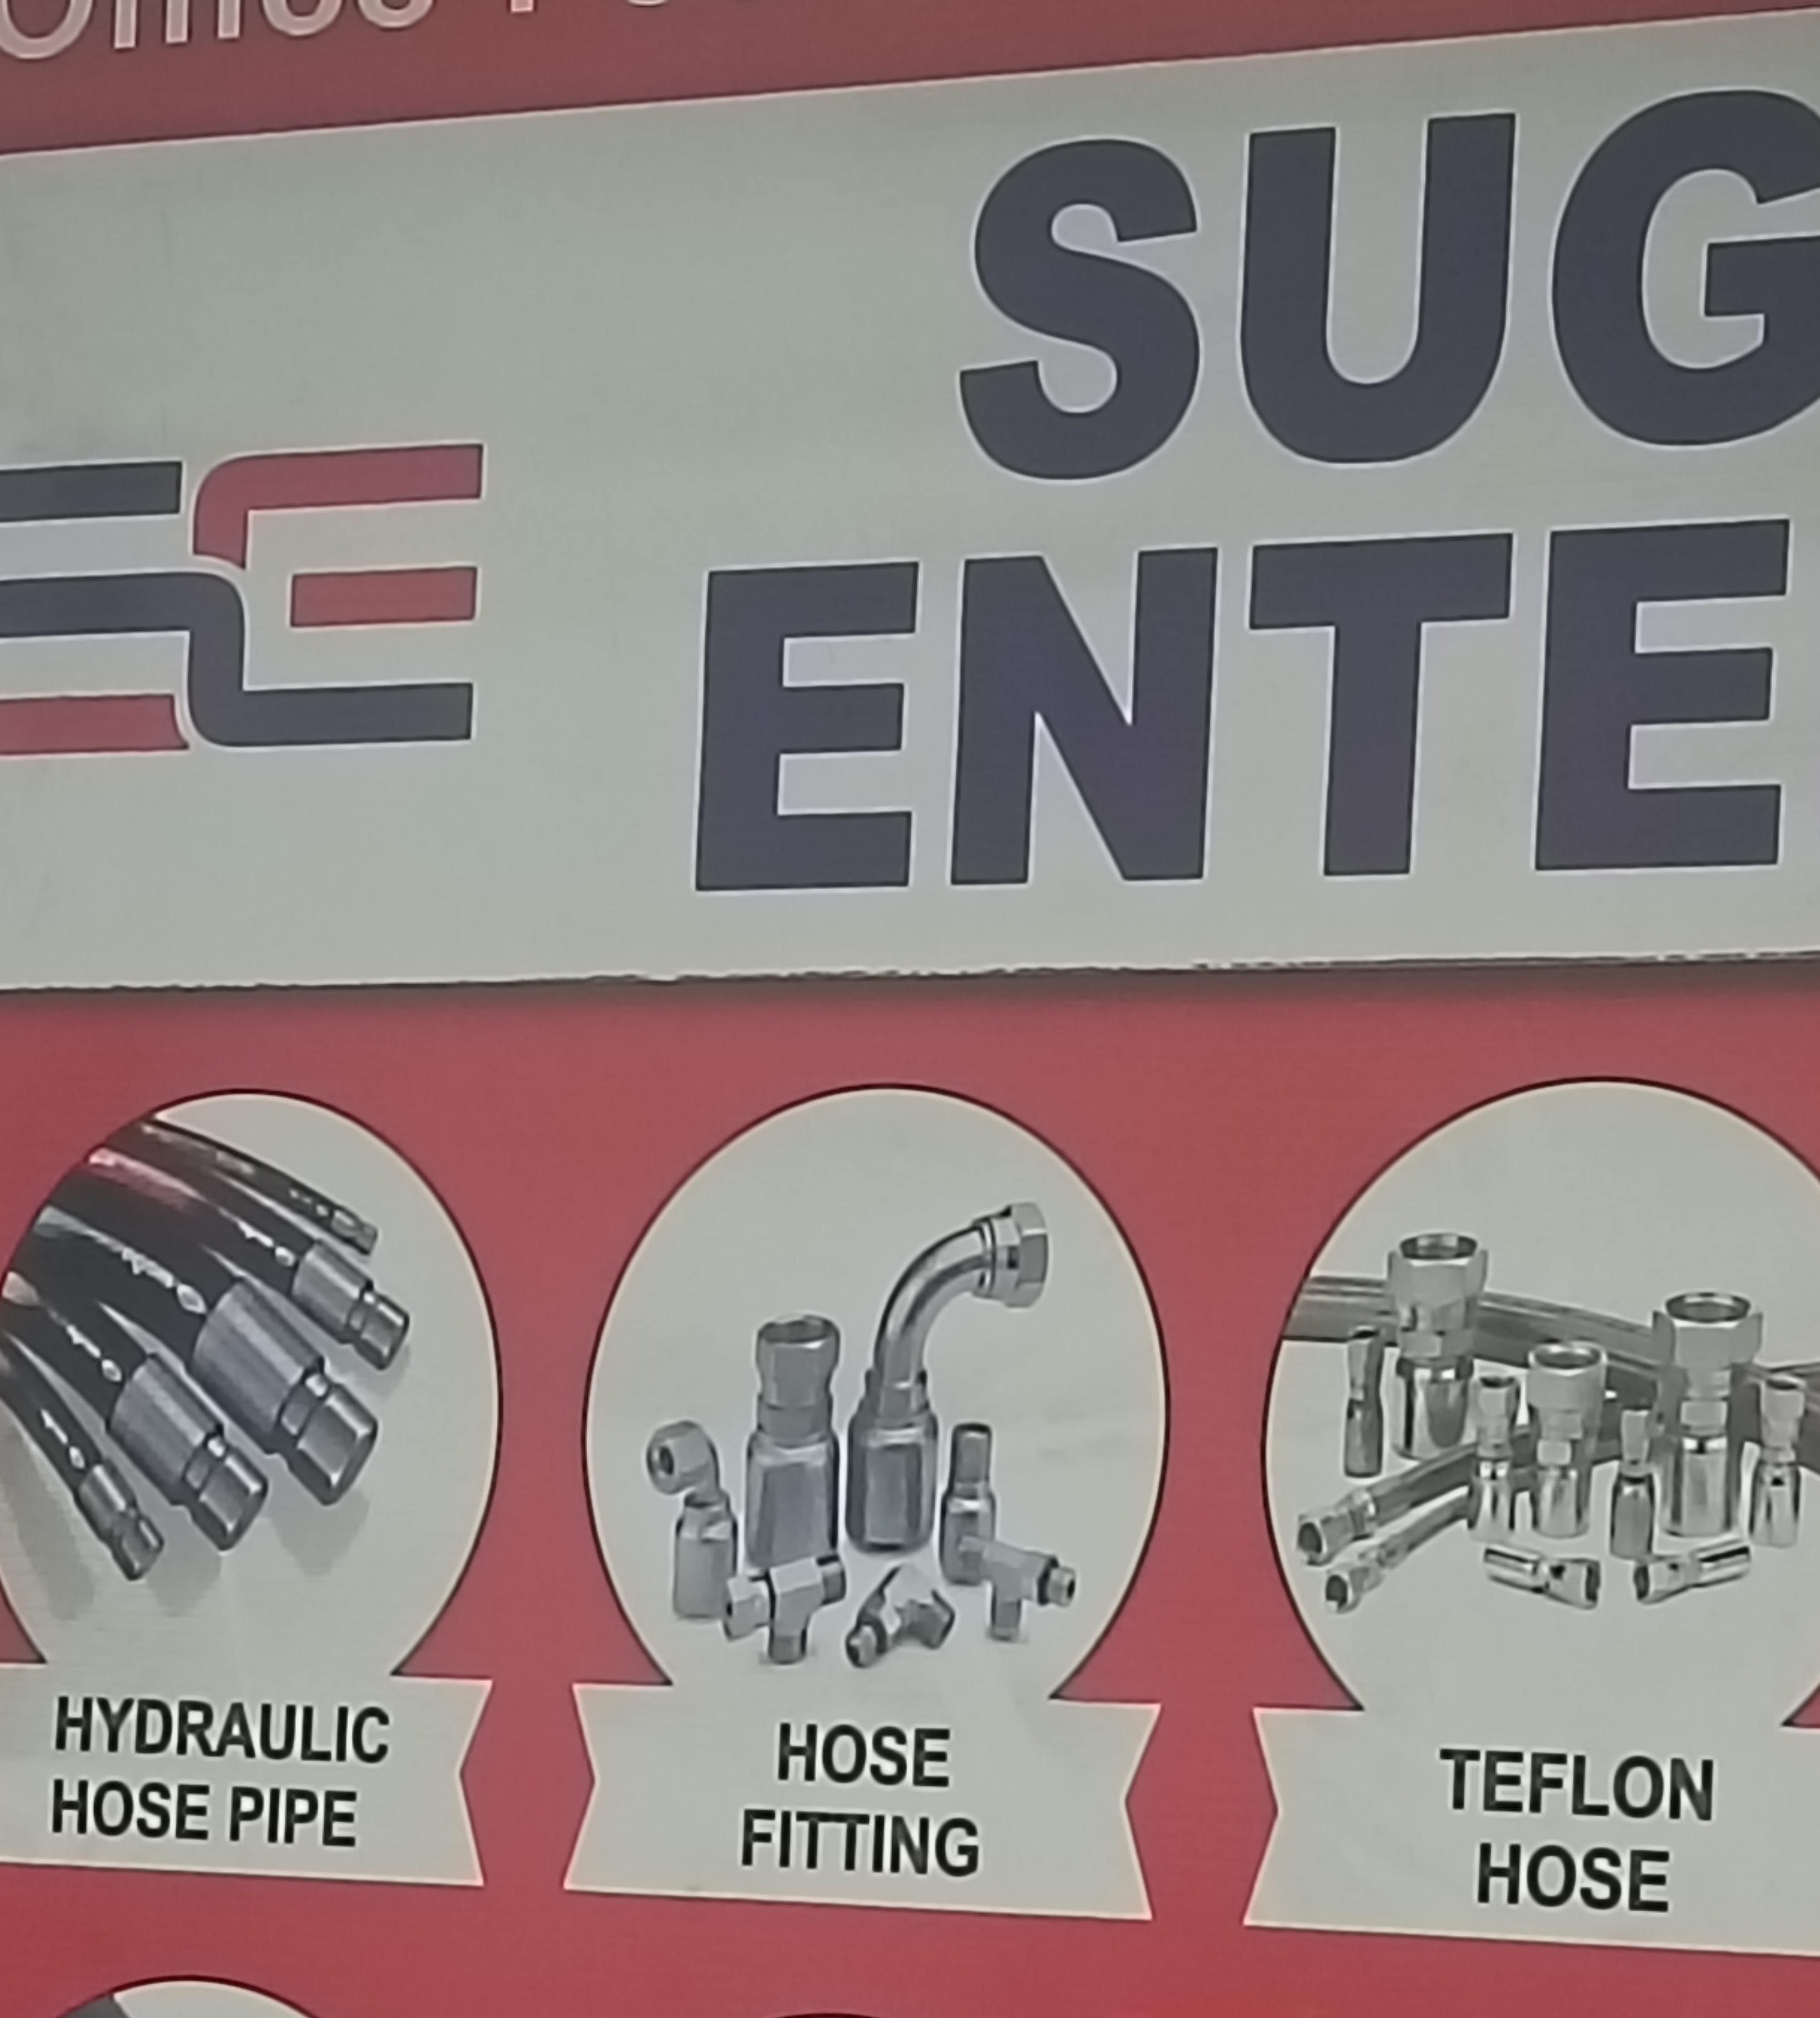 SUG
ENTE
HYDRAULIC
HOSE PIPE
HOSE
FITTING
TEFLON
HOSE